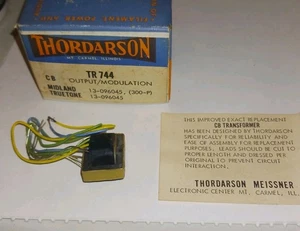 THORDARSON
MT. CARMEL, ILLINOIS
CB TR 744
OUTPUT/MODULATION
MIDLAND 13-096045, (300-P)
TRUETONE 13-096045
THIS IMPROVED EXACT REPLACEMENT
CB TRANSFORMER
HAS BEEN DESIGNED BY THORDARSON
SPECIFICALLY FOR RELIABILITY AND
EASE OF ASSEMBLY FOR REPLACEMENT
PURPOSES. LEADS SHOULD BE CUT TO
PROPER LENGTH AND DRESSED PER
ORIGINAL TO PREVENT CIRCUIT
INTERACTION.
THORDARSON MEISSNER
ELECTRONIC CENTER MT. CARMEL, ILL.